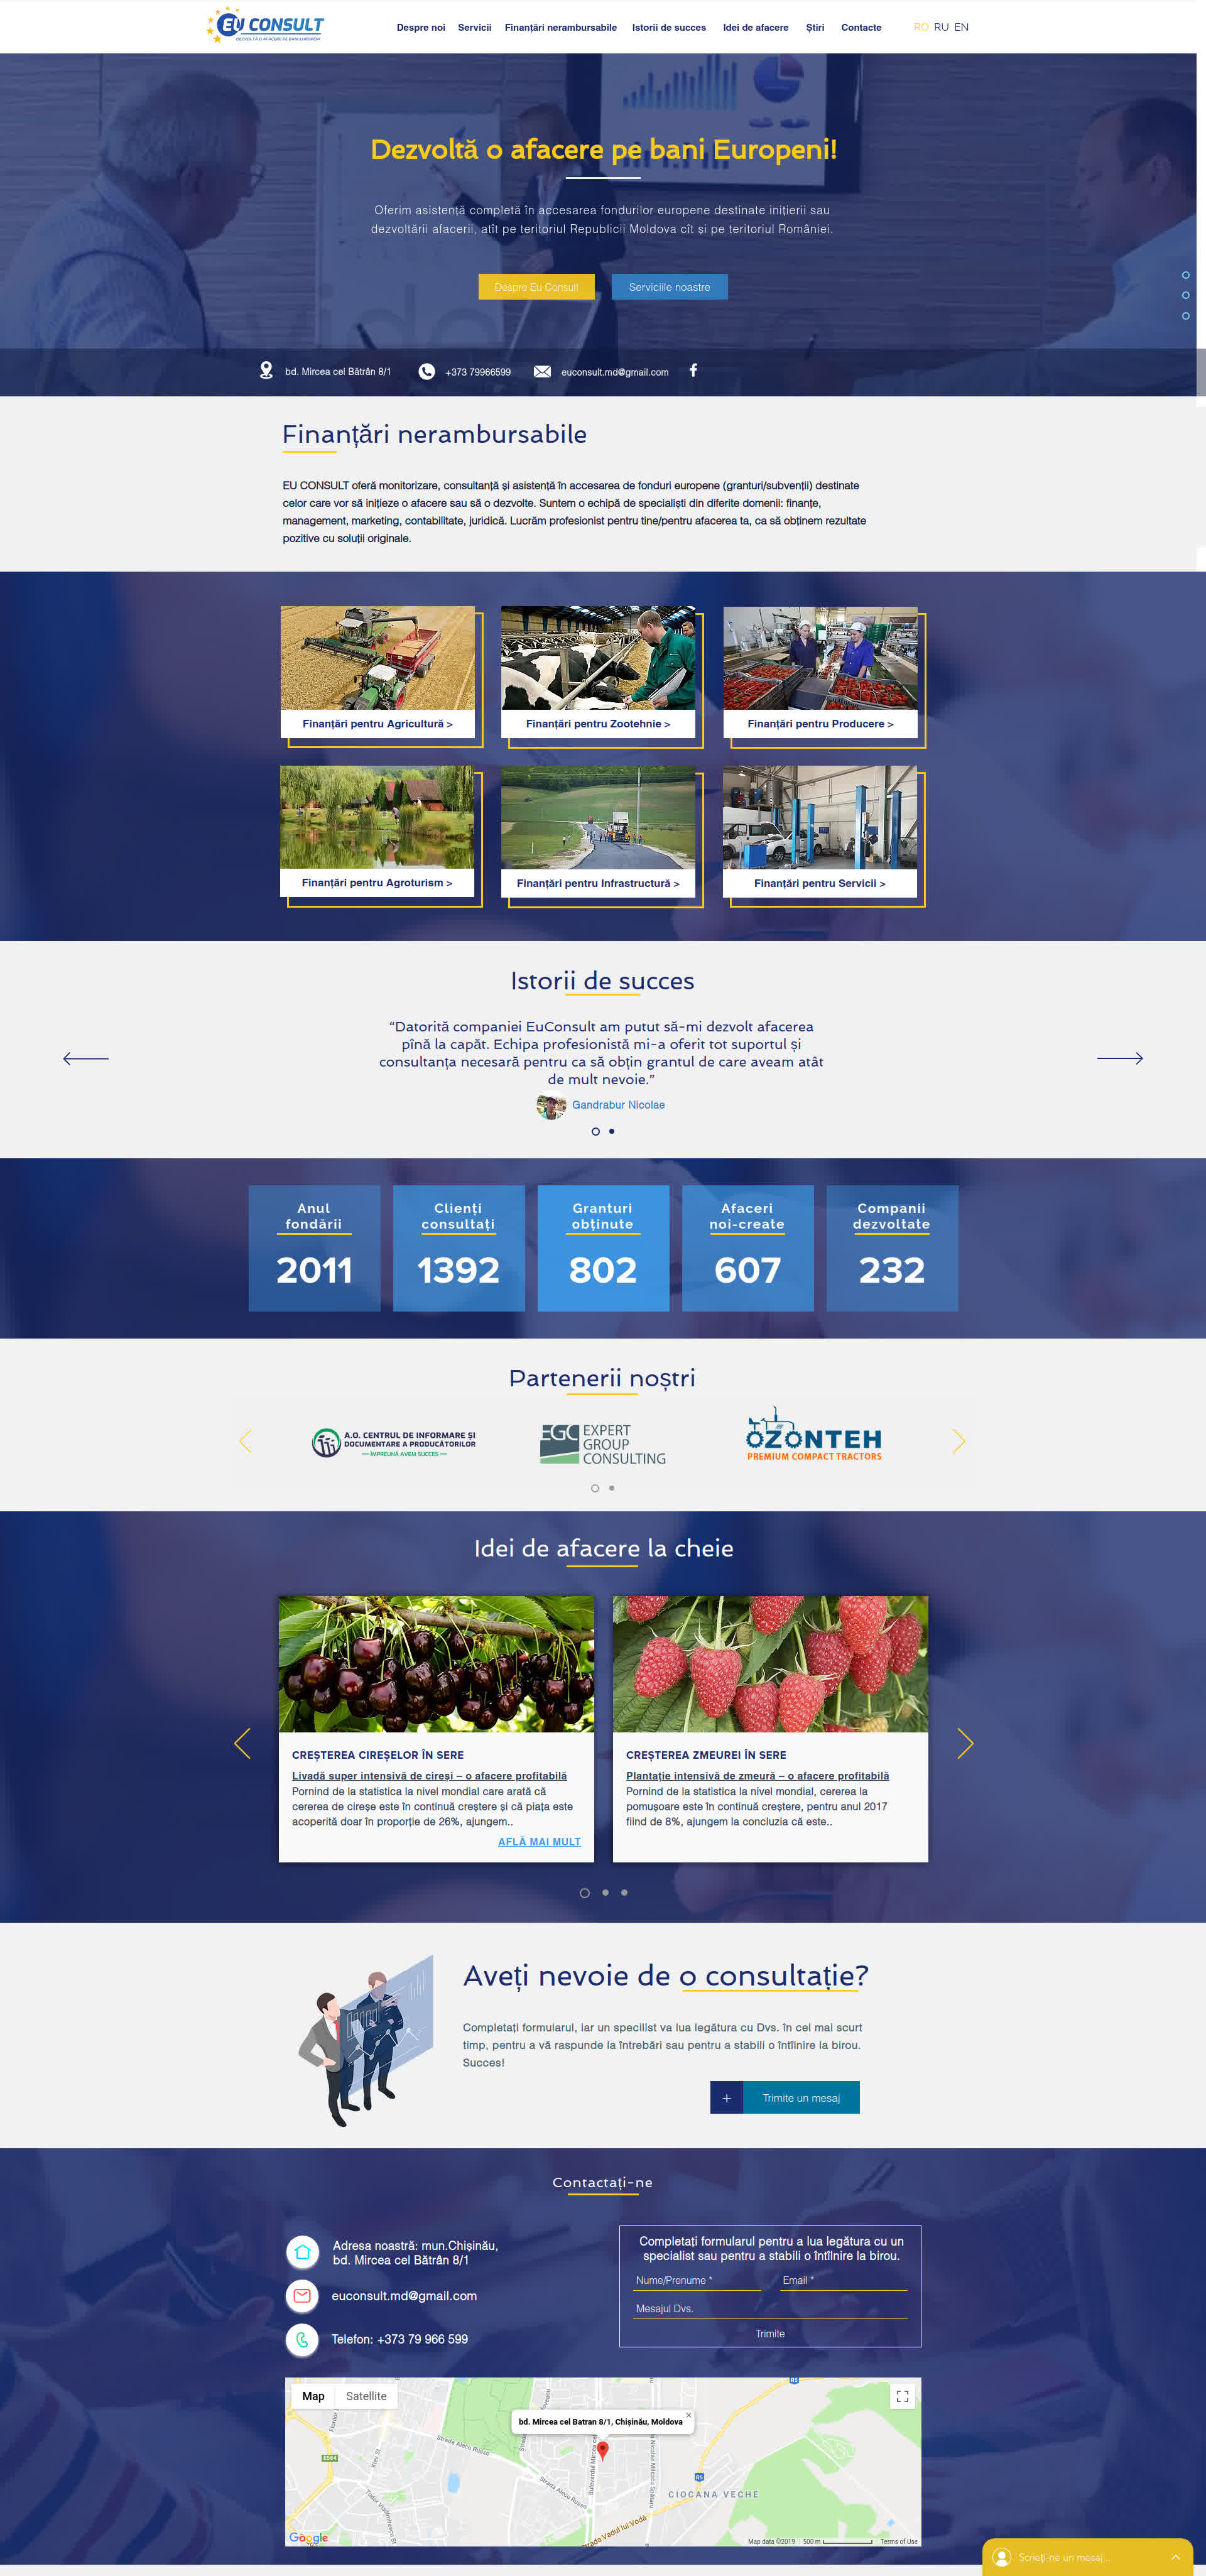 EU CONSULT
DEZVOLTĂ O AFACERE PE BANI EUROPENI
Despre noi Servicii Finanțări nerambursabile Istorii de succes Idei de afacere Știri Contacte RO RU EN
Dezvoltă o afacere pe bani Europeni!
Oferim asistență completă în accesarea fondurilor europene destinate inițierii sau
dezvoltării afacerii, atît pe teritoriul Republicii Moldova cît și pe teritoriul României.
Despre Eu Consult Serviciile noastre
bd. Mircea cel Bătrân 8/1 +373 79966599 euconsult.md@gmail.com
Finanțări nerambursabile
EU CONSULT oferă monitorizare, consultanță și asistență în accesarea de fonduri europene (granturi/subvenții) destinate
celor care vor să inițieze o afacere sau să o dezvolte. Suntem o echipă de specialiști din diferite domenii: finanțe,
management, marketing, contabilitate, juridică. Lucrăm profesionist pentru tine/pentru afacerea ta, ca să obținem rezultate
pozitive cu soluții originale.
Finanțări pentru Agricultură > Finanțări pentru Zootehnie > Finanțări pentru Producere >
Finanțări pentru Agroturism > Finanțări pentru Infrastructură > Finanțări pentru Servicii >
Istorii de succes
“Datorită companiei EuConsult am putut să-mi dezvolt afacerea
pînă la capăt. Echipa profesionistă mi-a oferit tot suportul și
consultanța necesară pentru ca să obțin grantul de care aveam atât
de mult nevoie.”
Gandrabur Nicolae
Anul
fondării
2011
Clienți
consultați
1392
Granturi
obținute
802
Afaceri
noi-create
607
Companii
dezvoltate
232
Partenerii noștri
A.O. CENTRUL DE INFORMARE ȘI
DOCUMENTARE A PRODUCĂTORILOR
— ÎMPREUNĂ AVEM SUCCES —
EGC EXPERT
GROUP
CONSULTING
OZONTEH
PREMIUM COMPACT TRACTORS
Idei de afacere la cheie
CREȘTEREA CIREȘELOR ÎN SERE
Livadă super intensivă de cireși – o afacere profitabilă
Pornind de la statistica la nivel mondial care arată că
cererea de cireșe este în continuă creștere și că piața este
acoperită doar în proporție de 26%, ajungem..
AFLĂ MAI MULT
CREȘTEREA ZMEUREI ÎN SERE
Plantație intensivă de zmeură – o afacere profitabilă
Pornind de la statistica la nivel mondial, cererea la
pomușoare este în continuă creștere, pentru anul 2017
fiind de 8%, ajungem la concluzia că este..
Aveți nevoie de o consultație?
Completați formularul, iar un specilist va lua legătura cu Dvs. în cel mai scurt
timp, pentru a vă raspunde la întrebări sau pentru a stabili o întîlnire la birou.
Succes!
+ Trimite un mesaj
Contactați-ne
Adresa noastră: mun.Chișinău,
bd. Mircea cel Bătrân 8/1
euconsult.md@gmail.com
Telefon: +373 79 966 599
Completați formularul pentru a lua legătura cu un
specialist sau pentru a stabili o întîlnire la birou.
Nume/Prenume * Email *
Mesajul Dvs.
Trimite
Map Satellite
bd. Mircea cel Batran 8/1, Chișinău, Moldova
Strada Alecu Russo
Strada Alecu Russo
Kiev St
E584
R5
R5
CIOCANA VECHE
Strada Vadul lui Vodă
Google
Map data ©2019 500 m Terms of Use
Scrieți-ne un mesaj...